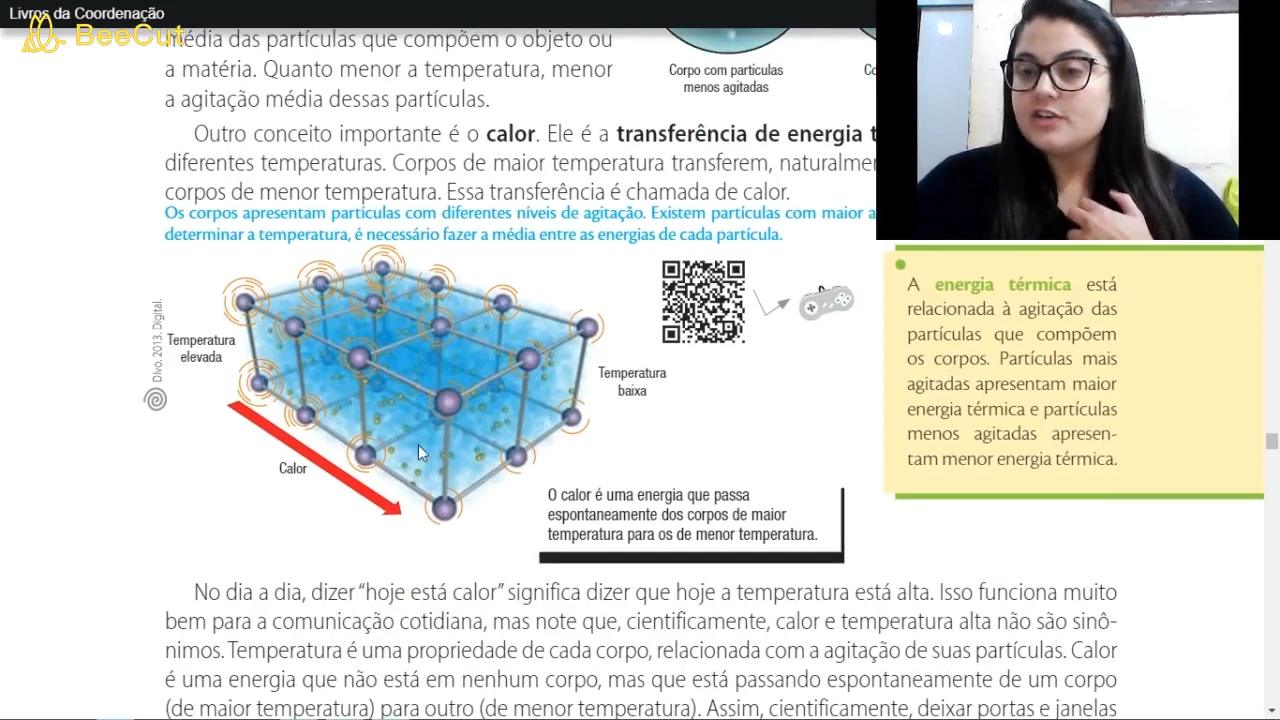 Livros da Coordenação
BeeCut
média das partículas que compõem o objeto ou
a matéria. Quanto menor a temperatura, menor
a agitação média dessas partículas.
Corpo com partículas
menos agitadas
Outro conceito importante é o calor. Ele é a transferência de energia
diferentes temperaturas. Corpos de maior temperatura transferem,
corpos de menor temperatura. Essa transferência é chamada de calor.
Os corpos apresentam partículas com diferentes níveis de agitação. Existem partículas com maior
determinar a temperatura, é necessário fazer a média entre as energias de cada partícula.
Divo. 2013. Digital.
Temperatura
elevada
Temperatura
baixa
Calor
O calor é uma energia que passa
espontaneamente dos corpos de maior
temperatura para os de menor temperatura.
A energia térmica está
relacionada à agitação das
partículas que compõem
os corpos. Partículas mais
agitadas apresentam maior
energia térmica e partículas
menos agitadas apresen-
tam menor energia térmica.
No dia a dia, dizer “hoje está calor” significa dizer que hoje a temperatura está alta. Isso funciona muito
bem para a comunicação cotidiana, mas note que, cientificamente, calor e temperatura alta não são sinô-
nimos. Temperatura é uma propriedade de cada corpo, relacionada com a agitação de suas partículas. Calor
é uma energia que não está em nenhum corpo, mas que está passando espontaneamente de um corpo
(de maior temperatura) para outro (de menor temperatura). Assim, cientificamente, deixar portas e janelas